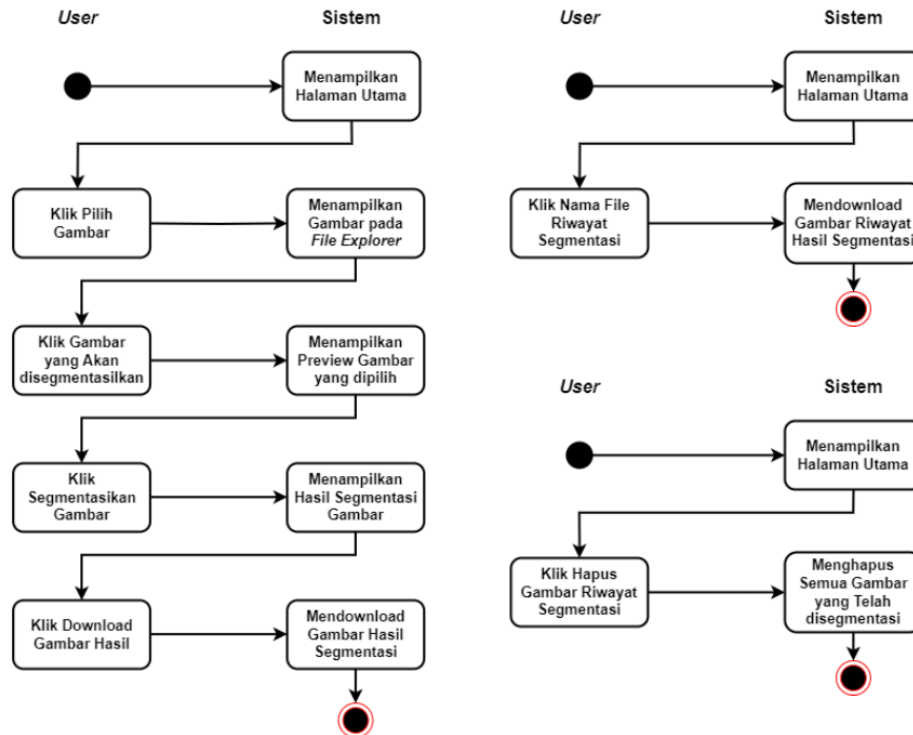 User Sistem
Menampilkan
Halaman Utama
Klik Pilih
Gambar
Menampilkan
Gambar pada
File Explorer
Klik Gambar
yang Akan
disegmentasilkan
Menampilkan
Preview Gambar
yang dipilih
Klik
Segmentasikan
Gambar
Menampilkan
Hasil Segmentasi
Gambar
Klik Download
Gambar Hasil
Mendownload
Gambar Hasil
Segmentasi
User Sistem
Menampilkan
Halaman Utama
Klik Nama File
Riwayat
Segmentasi
Mendownload
Gambar Riwayat
Hasil Segmentasi
User Sistem
Menampilkan
Halaman Utama
Klik Hapus
Gambar Riwayat
Segmentasi
Menghapus
Semua Gambar
yang Telah
disegmentasi